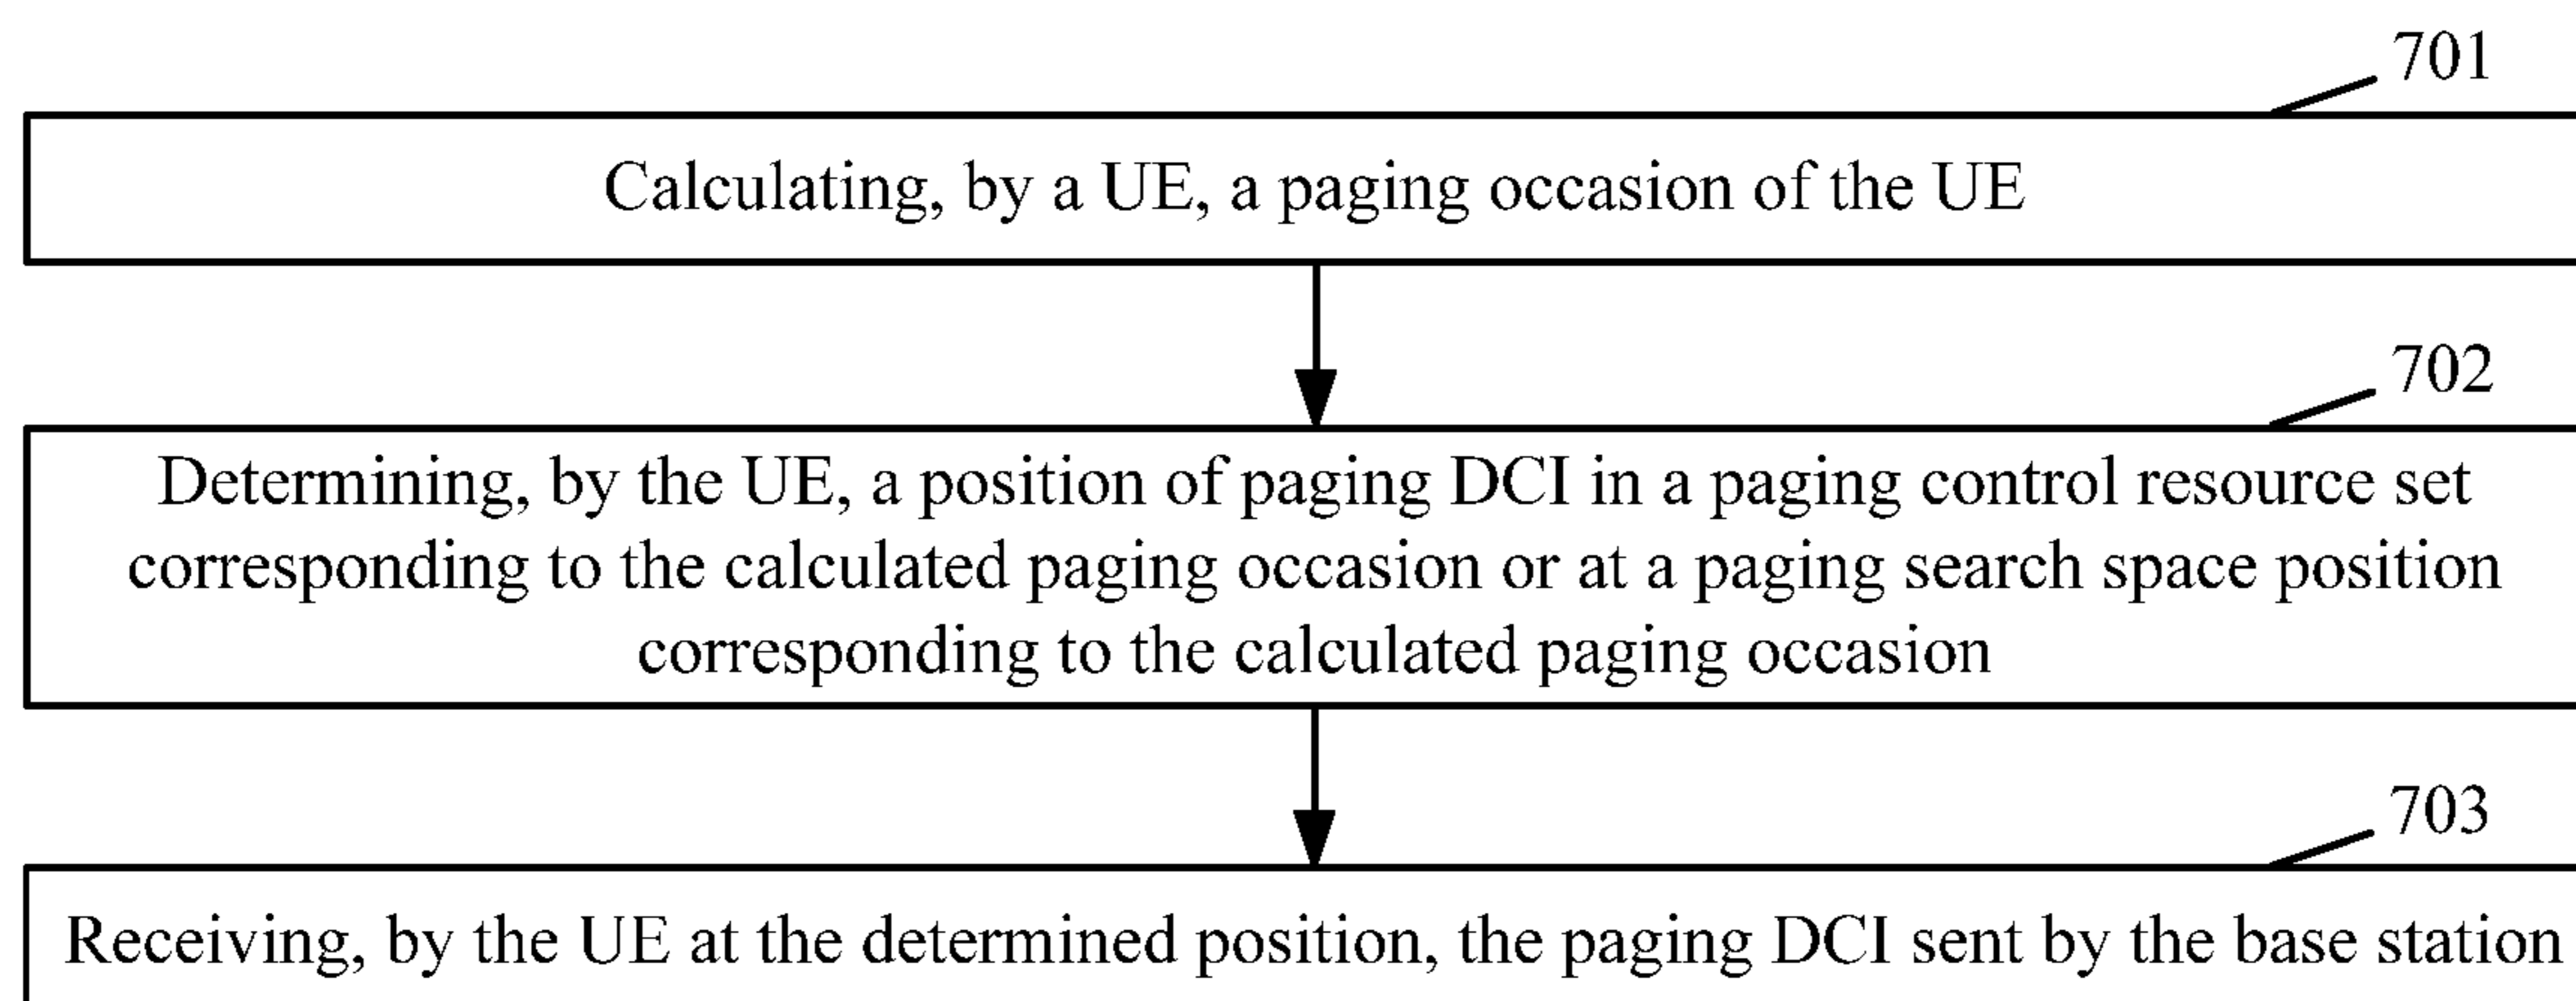 701
Calculating, by a UE, a paging occasion of the UE
702
Determining, by the UE, a position of paging DCI in a paging control resource set
corresponding to the calculated paging occasion or at a paging search space position
corresponding to the calculated paging occasion
703
Receiving, by the UE at the determined position, the paging DCI sent by the base station